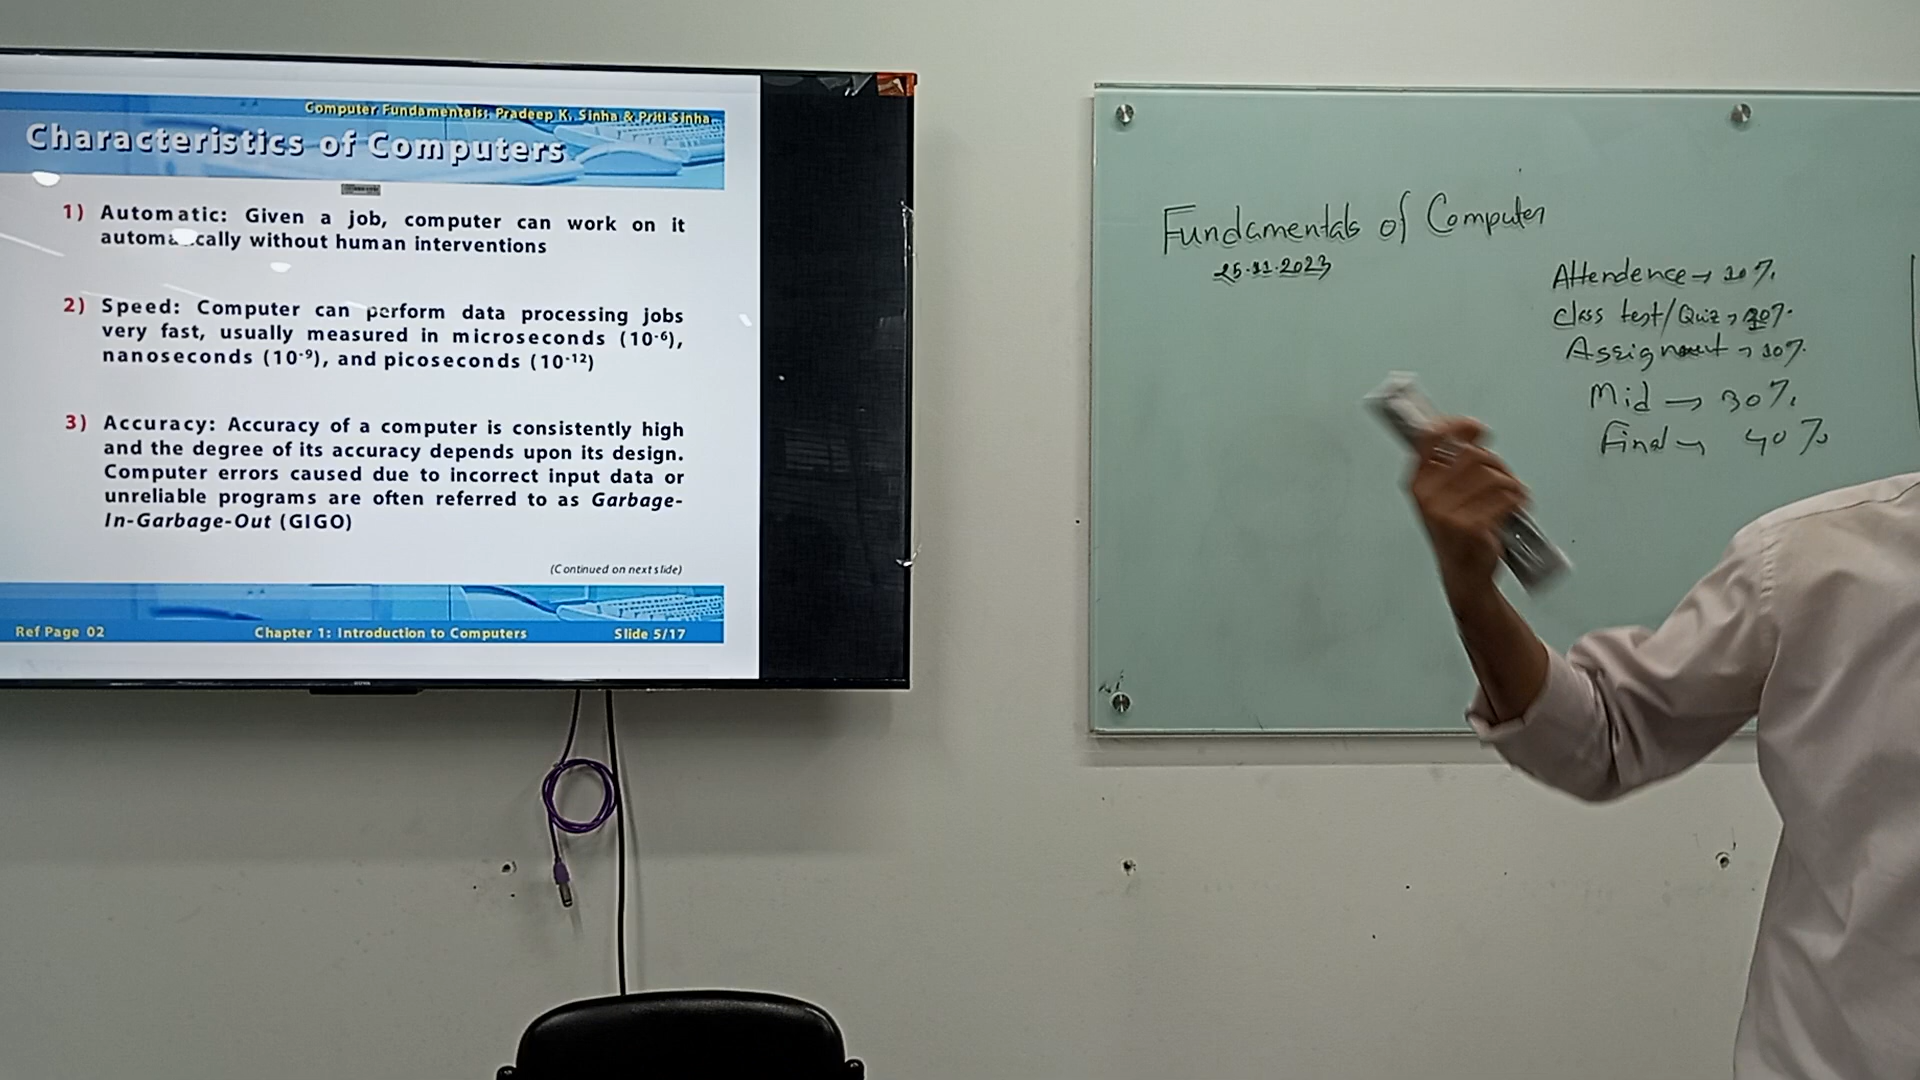 Computer Fundamentals: Pradeep K. Sinha & Priti Sinha
Characteristics of Computers
1) Automatic: Given a job, computer can work on it
automatically without human interventions
2) Speed: Computer can perform data processing jobs
very fast, usually measured in microseconds (10⁻⁶),
nanoseconds (10⁻⁹), and picoseconds (10⁻¹²)
3) Accuracy: Accuracy of a computer is consistently high
and the degree of its accuracy depends upon its design.
Computer errors caused due to incorrect input data or
unreliable programs are often referred to as Garbage-
In-Garbage-Out (GIGO)
(Continued on next slide)
Ref Page 02
Chapter 1: Introduction to Computers
Slide 5/17
Fundamentals of Computer
25.11.2023
Attendence → 10%
Class test/Quiz →
Assignment → 10%
Mid → 30%
Final → 40%